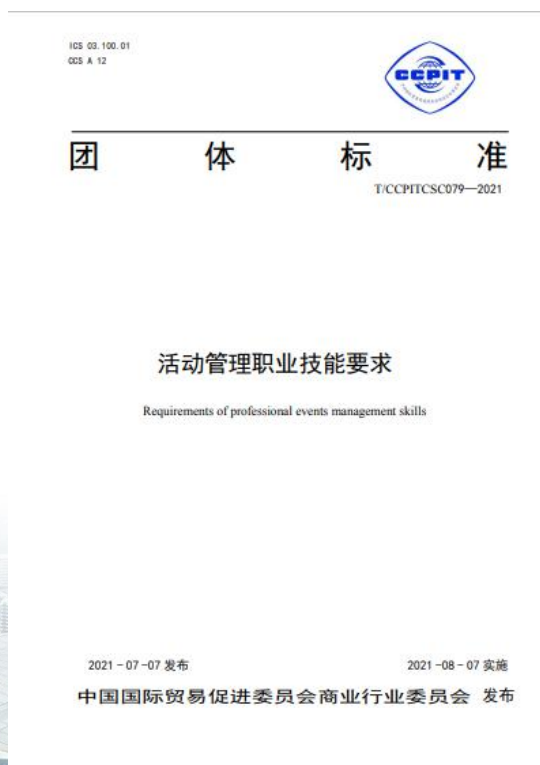 ICS 03.100.01
CCS A 12
CCPIT
团体标准
T/CCPITCSC079—2021
活动管理职业技能要求
Requirements of professional events management skills
2021-07-07 发布
2021-08-07 实施
中国国际贸易促进委员会商业行业委员会 发布